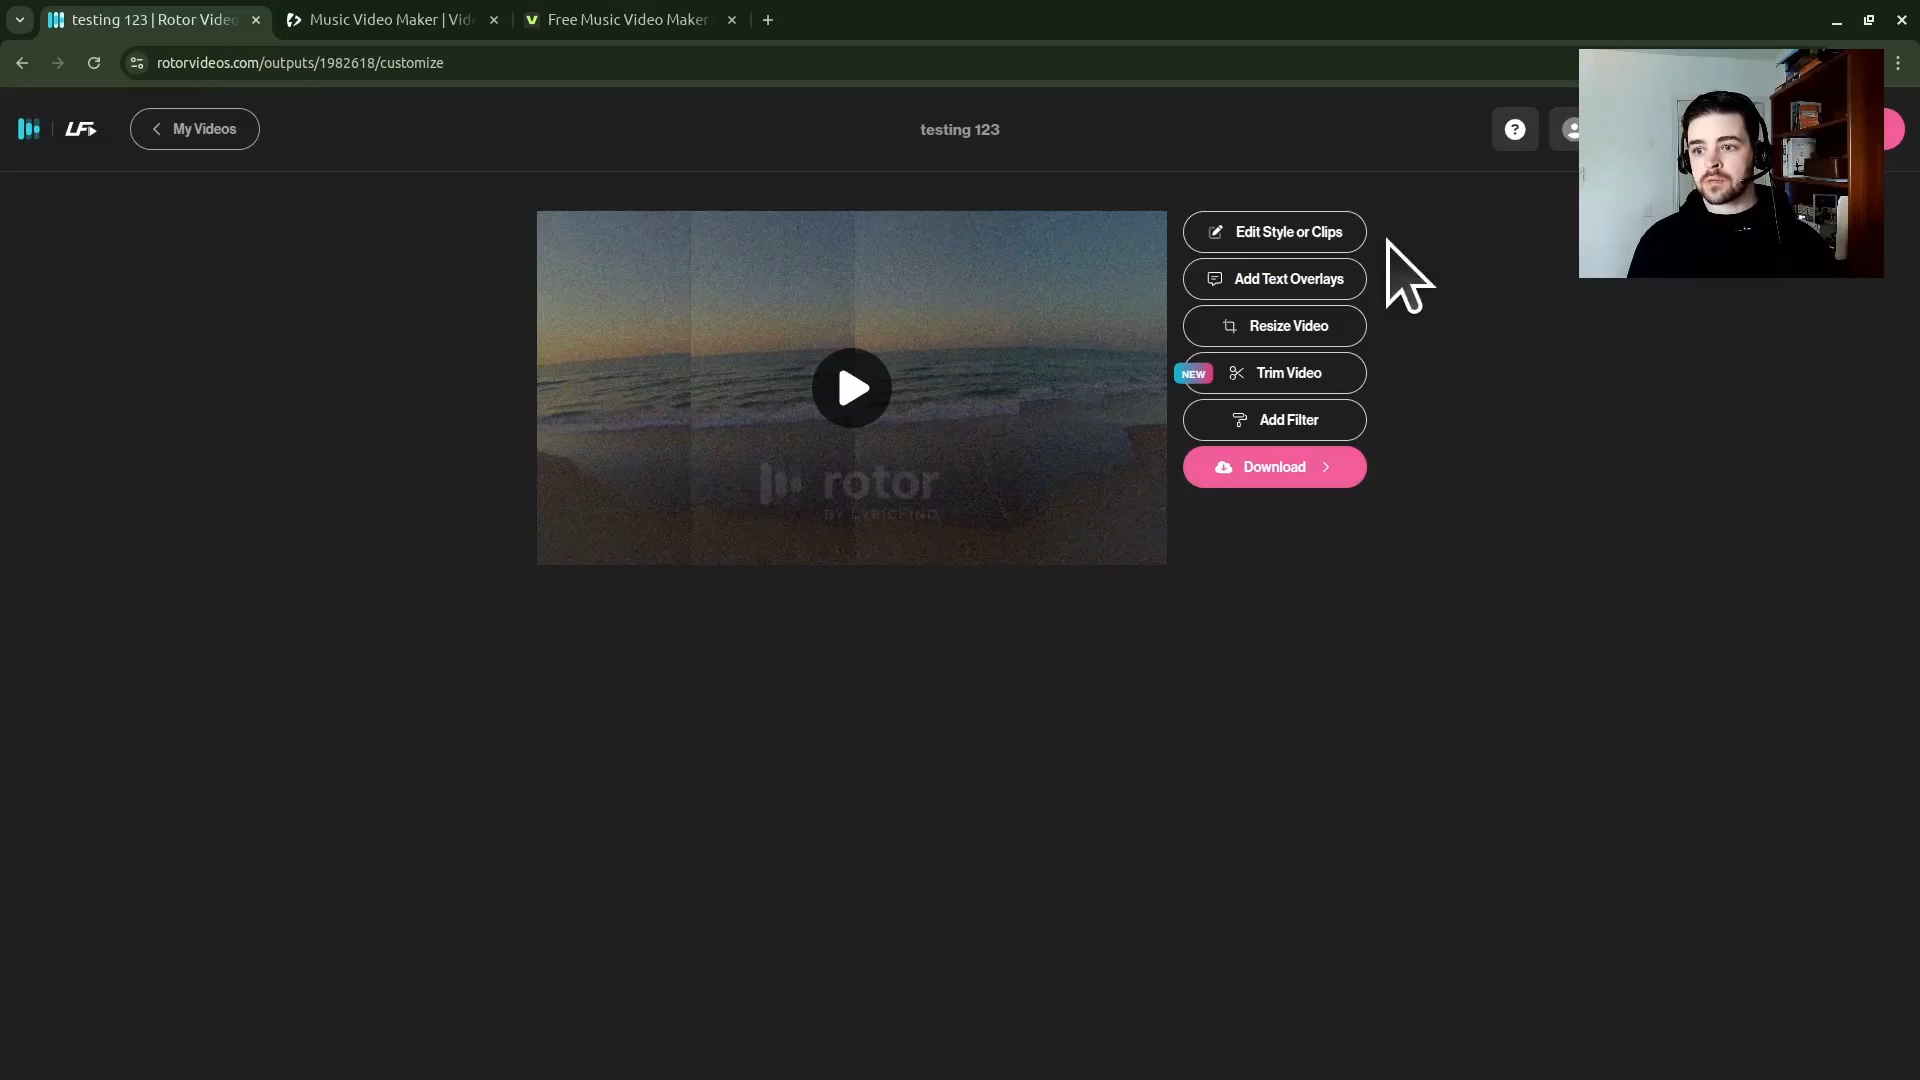 testing 123 | Rotor Video
Music Video Maker | Vid
Free Music Video Maker
rotorvideos.com/outputs/1982618/customize
LF
My Videos
testing 123
?
Edit Style or Clips
Add Text Overlays
Resize Video
NEW
Trim Video
Add Filter
Download
rotor
BY LYRICFIND